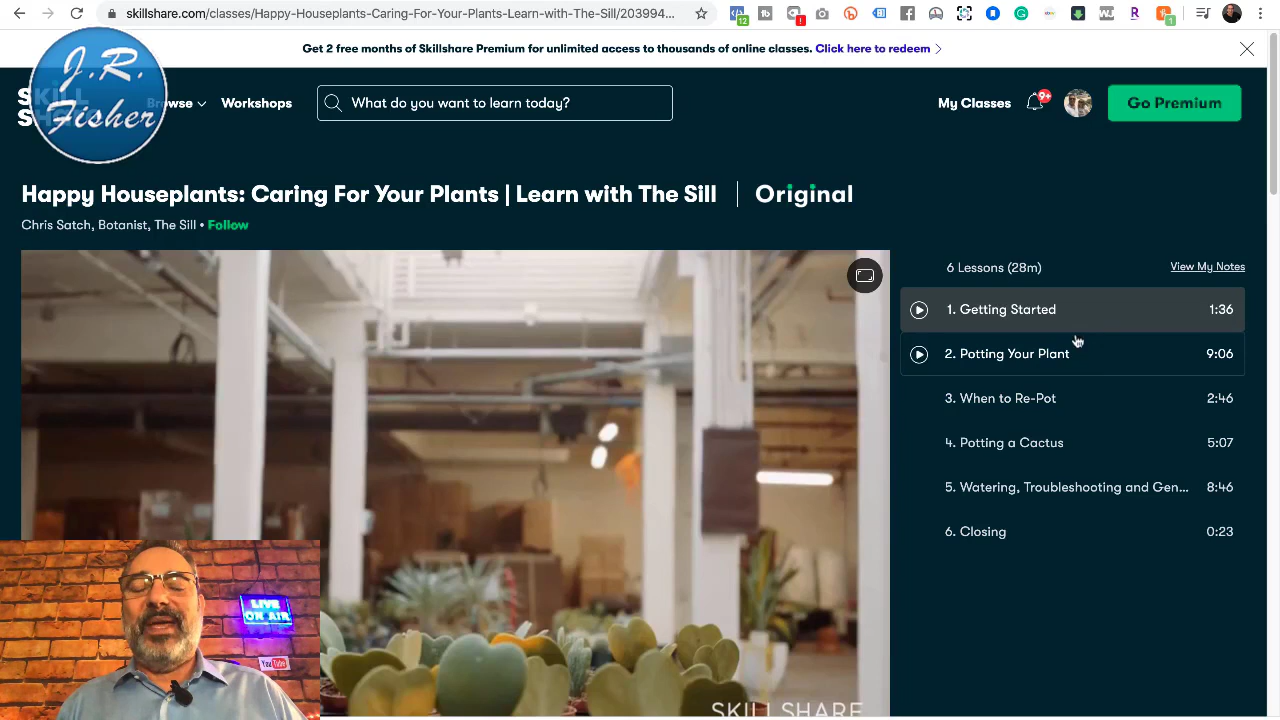 skillshare.com/classes/Happy-Houseplants-Caring-For-Your-Plants-Learn-with-The-Sill/203994...
12
1
Get 2 free months of Skillshare Premium for unlimited access to thousands of online classes. Click here to redeem
J.R.
Fisher
SKILL
SH
Browse
Workshops
What do you want to learn today?
My Classes
9+
Go Premium
Happy Houseplants: Caring For Your Plants | Learn with The Sill
Original
Chris Satch, Botanist, The Sill • Follow
6 Lessons (28m)
View My Notes
1. Getting Started 1:36
2. Potting Your Plant 9:06
3. When to Re-Pot 2:46
4. Potting a Cactus 5:07
5. Watering, Troubleshooting and Gen... 8:46
6. Closing 0:23
LIVE
ON AIR
YouTube
SKILLSHARE